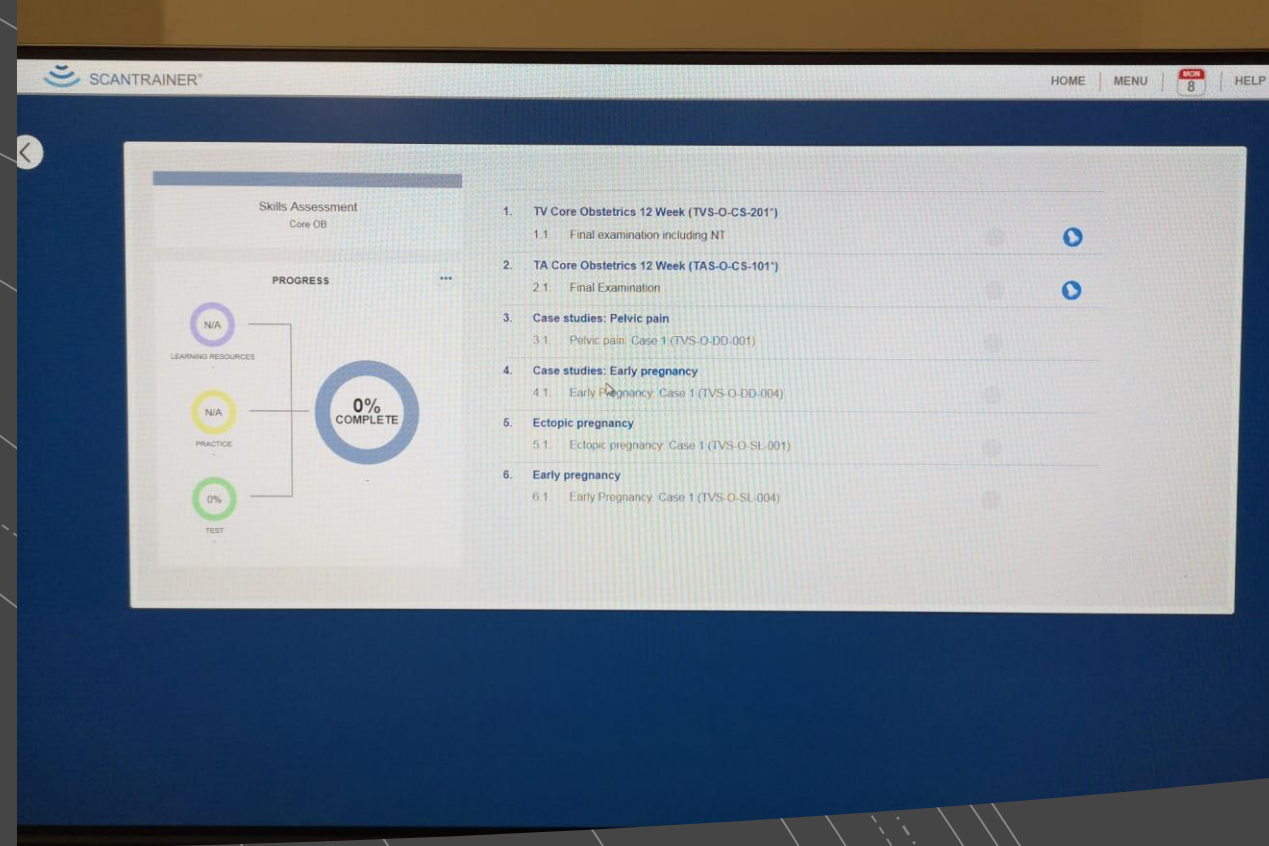 SCANTRAINER®
HOME MENU MON 8 HELP
Skills Assessment
Core OB
PROGRESS
N/A
LEARNING RESOURCES
N/A
PRACTICE
0%
TEST
0%
COMPLETE
1. TV Core Obstetrics 12 Week (TVS-O-CS-201*)
1.1 Final examination including NT
2. TA Core Obstetrics 12 Week (TAS-O-CS-101*)
2.1 Final Examination
3. Case studies: Pelvic pain
3.1 Pelvic pain: Case 1 (TVS-O-DD-001)
4. Case studies: Early pregnancy
4.1 Early Pregnancy: Case 1 (TVS-O-DD-004)
5. Ectopic pregnancy
5.1 Ectopic pregnancy: Case 1 (TVS-O-SL-001)
6. Early pregnancy
6.1 Early Pregnancy: Case 1 (TVS-O-SL-004)